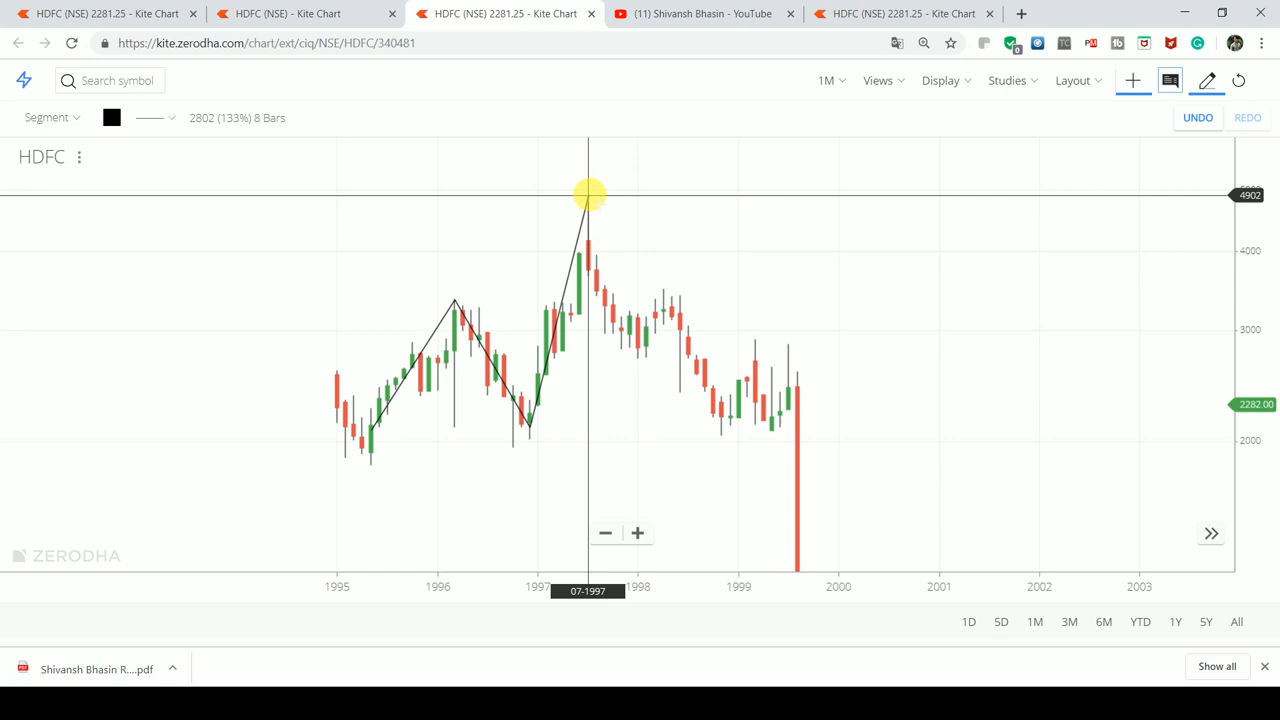 HDFC (NSE) 2281.25 - Kite Chart
HDFC (NSE) - Kite Chart
HDFC (NSE) 2281.25 - Kite Chart
(11) Shivansh Bhasin - YouTube
HDFC (NSE) 2281.25 - Kite Chart
https://kite.zerodha.com/chart/ext/ciq/NSE/HDFC/340481
Search symbol
1M
Views
Display
Studies
Layout
Segment
2802 (133%) 8 Bars
UNDO
REDO
HDFC
4902
4000
3000
2282.00
2000
ZERODHA
1995
1996
1997
07-1997
1998
1999
2000
2001
2002
2003
1D
5D
1M
3M
6M
YTD
1Y
5Y
All
Shivansh Bhasin R....pdf
Show all